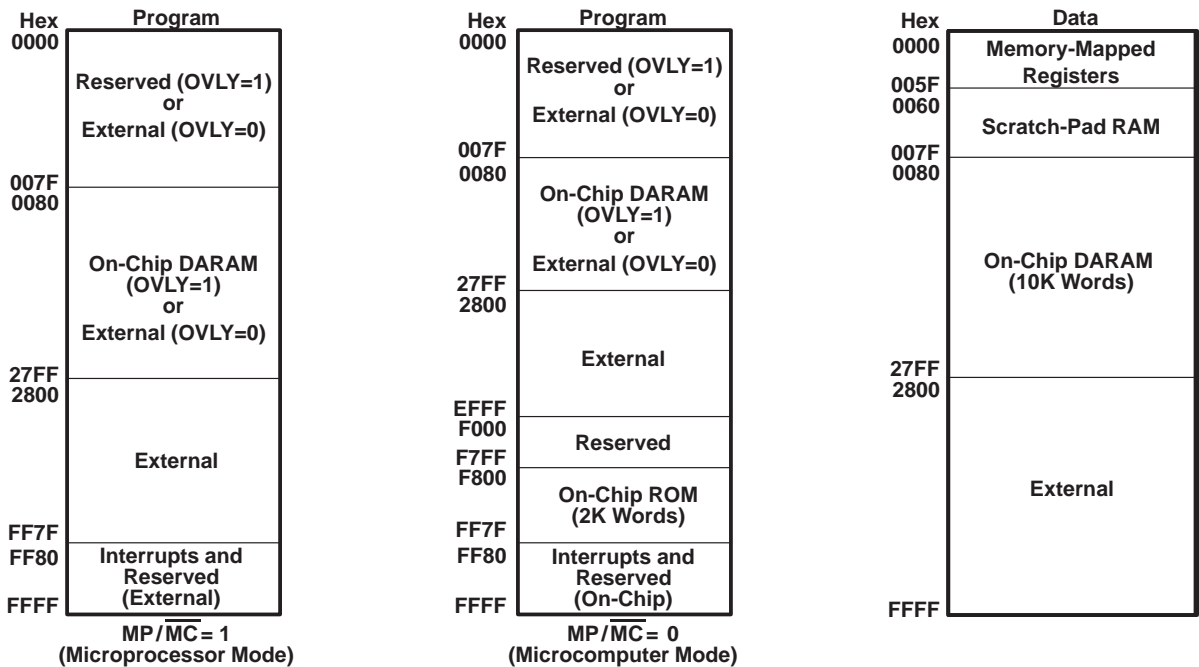 Hex
Program
0000
Reserved (OVLY=1)
or
External (OVLY=0)
007F
0080
On-Chip DARAM
(OVLY=1)
or
External (OVLY=0)
27FF
2800
External
FF7F
FF80
Interrupts and
Reserved
(External)
FFFF
MP/MC= 1
(Microprocessor Mode)
Hex
Program
0000
Reserved (OVLY=1)
or
External (OVLY=0)
007F
0080
On-Chip DARAM
(OVLY=1)
or
External (OVLY=0)
27FF
2800
External
EFFF
F000
Reserved
F7FF
F800
On-Chip ROM
(2K Words)
FF7F
FF80
Interrupts and
Reserved
(On-Chip)
FFFF
MP/MC= 0
(Microcomputer Mode)
Hex
Data
0000
Memory-Mapped
Registers
005F
0060
Scratch-Pad RAM
007F
0080
On-Chip DARAM
(10K Words)
27FF
2800
External
FFFF